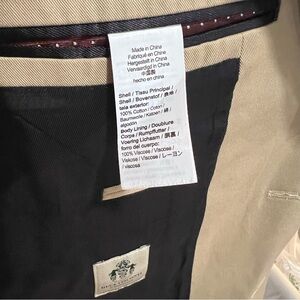 Made in China
Fabriqué en Chine
Hergestellt in China
Vervaardigd in China
中国製
hecho en china
Shell / Tissu Principal /
Shell / Bovenstof / 表地 /
tela exterior:
100% Cotton / Coton /
Baumwolle / Katoen / 綿 /
algodón
Body Lining / Doublure
Corps / Rumpffutter /
Voering Lichaam / 胴裏 /
forro del cuerpo:
100% Viscose / Viscose /
Viskose / Viscose / レーヨン
/ viscosa